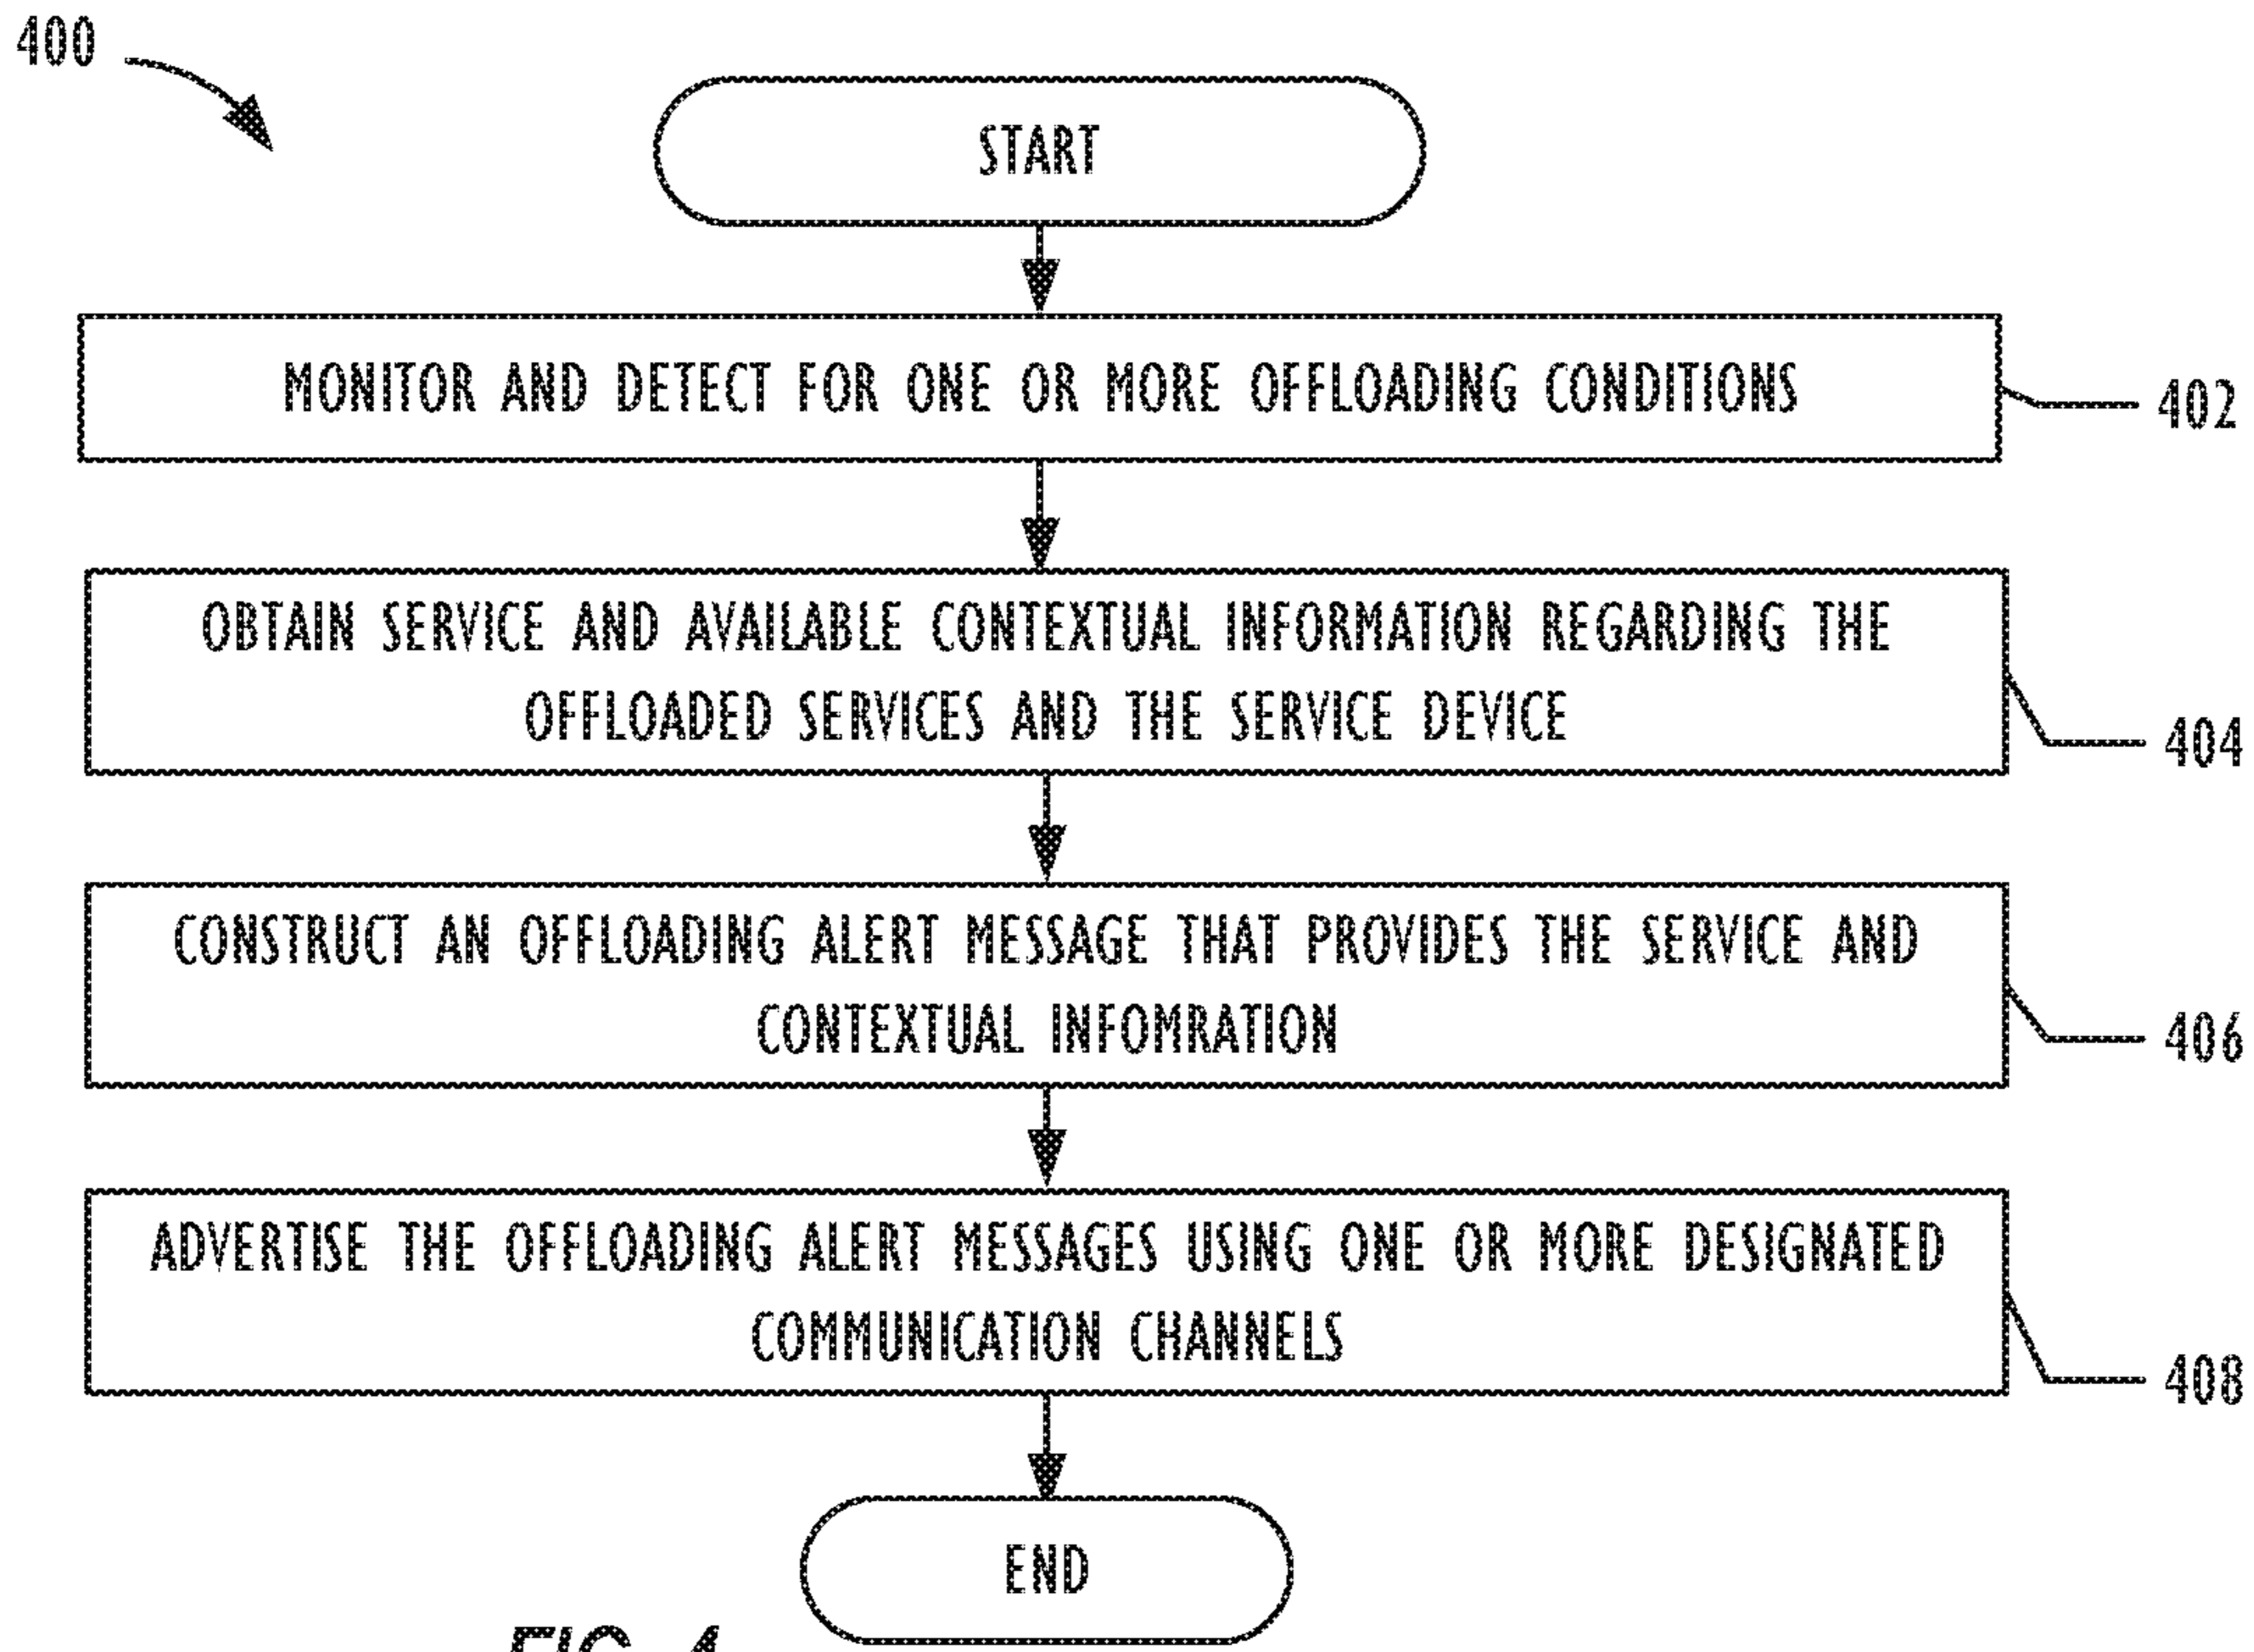 400
START
MONITOR AND DETECT FOR ONE OR MORE OFFLOADING CONDITIONS
402
OBTAIN SERVICE AND AVAILABLE CONTEXTUAL INFORMATION REGARDING THE
OFFLOADED SERVICES AND THE SERVICE DEVICE
404
CONSTRUCT AN OFFLOADING ALERT MESSAGE THAT PROVIDES THE SERVICE AND
CONTEXTUAL INFOMRATION
406
ADVERTISE THE OFFLOADING ALERT MESSAGES USING ONE OR MORE DESIGNATED
COMMUNICATION CHANNELS
408
END
FIG. 4